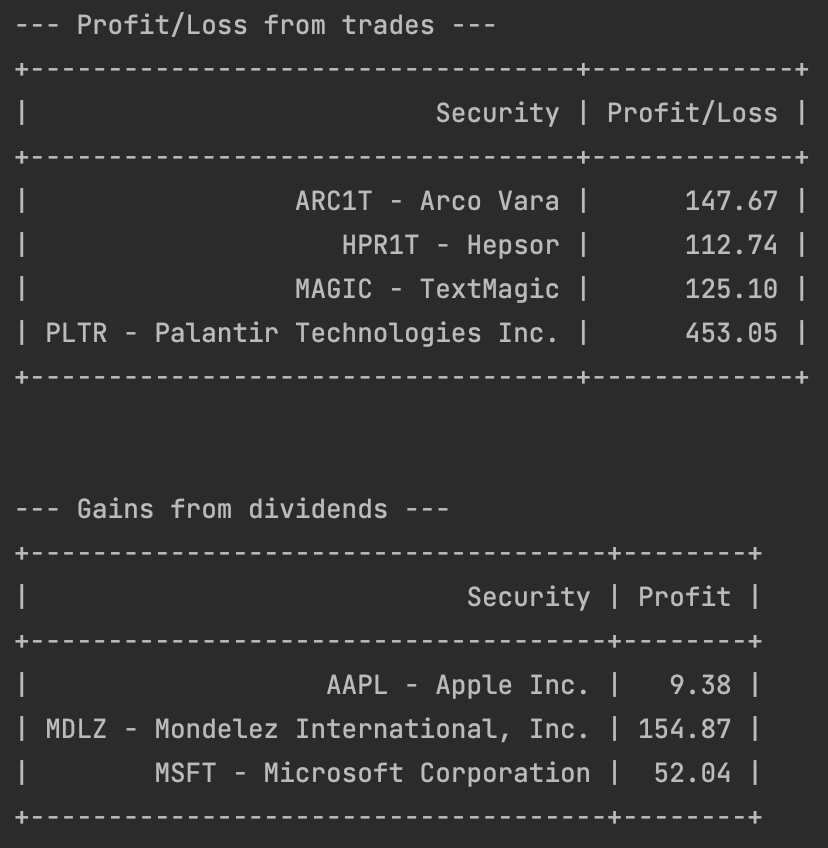 --- Profit/Loss from trades ---
+-----------------------------------+-------------+
|                          Security | Profit/Loss |
+-----------------------------------+-------------+
|                 ARC1T - Arco Vara |      147.67 |
|                    HPR1T - Hepsor |      112.74 |
|                 MAGIC - TextMagic |      125.10 |
| PLTR - Palantir Technologies Inc. |      453.05 |
+-----------------------------------+-------------+
--- Gains from dividends ---
+-------------------------------------+--------+
|                            Security | Profit |
+-------------------------------------+--------+
|                   AAPL - Apple Inc. |   9.38 |
| MDLZ - Mondelez International, Inc. | 154.87 |
|        MSFT - Microsoft Corporation |  52.04 |
+-------------------------------------+--------+